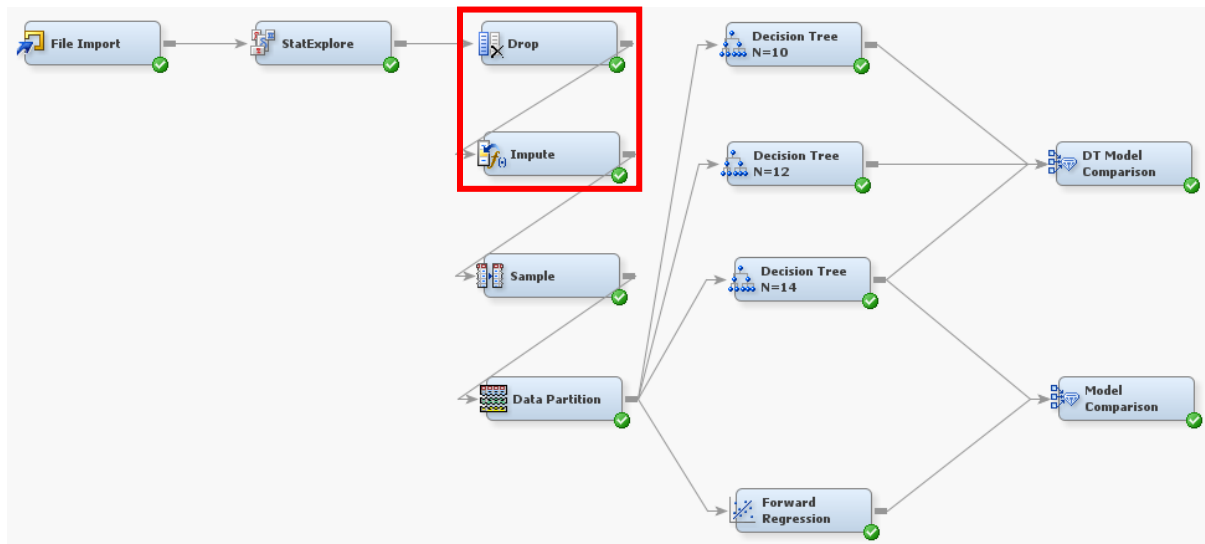 File Import
StatExplore
Drop
Impute
Sample
Data Partition
Decision Tree
N=10
Decision Tree
N=12
Decision Tree
N=14
Forward
Regression
DT Model
Comparison
Model
Comparison